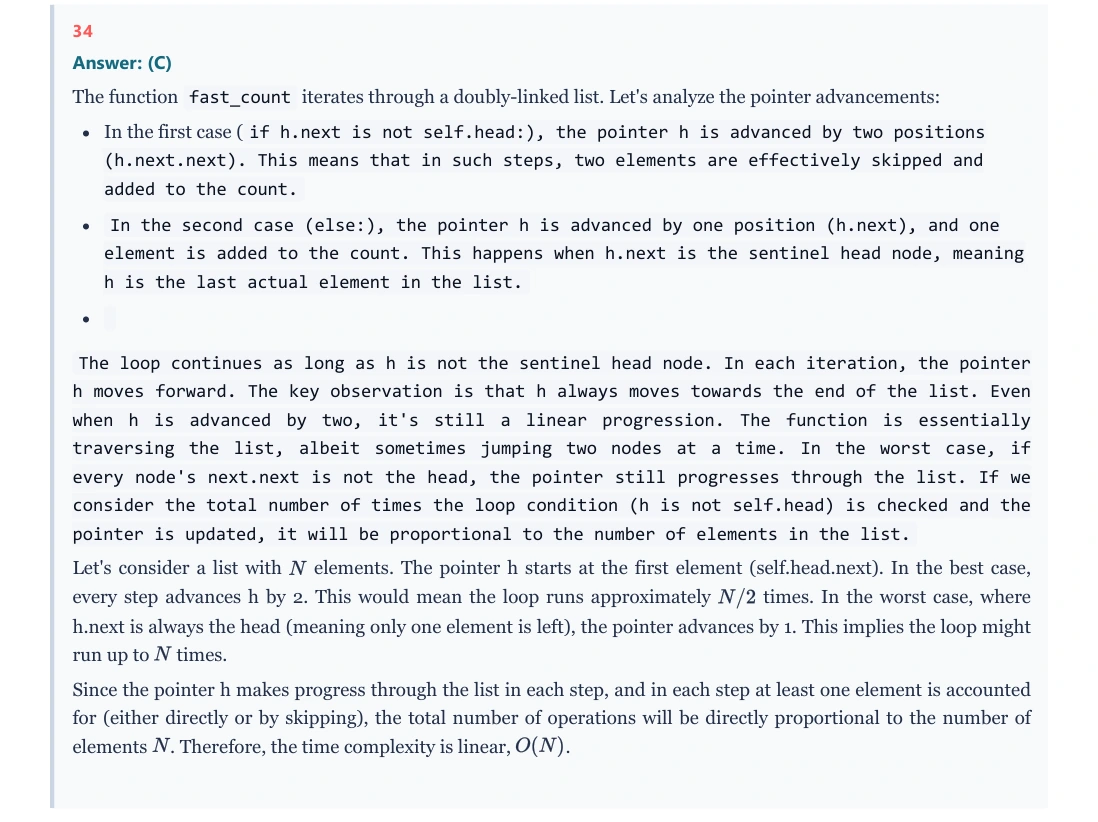 34
Answer: (C)
The function fast_count iterates through a doubly-linked list. Let's analyze the pointer advancements:
• In the first case ( if h.next is not self.head:), the pointer h is advanced by two positions
(h.next.next). This means that in such steps, two elements are effectively skipped and
added to the count.
• In the second case (else:), the pointer h is advanced by one position (h.next), and one
element is added to the count. This happens when h.next is the sentinel head node, meaning
h is the last actual element in the list.
•
The loop continues as long as h is not the sentinel head node. In each iteration, the pointer
h moves forward. The key observation is that h always moves towards the end of the list. Even
when h is advanced by two, it's still a linear progression. The function is essentially
traversing the list, albeit sometimes jumping two nodes at a time. In the worst case, if
every node's next.next is not the head, the pointer still progresses through the list. If we
consider the total number of times the loop condition (h is not self.head) is checked and the
pointer is updated, it will be proportional to the number of elements in the list.
Let's consider a list with N elements. The pointer h starts at the first element (self.head.next). In the best case,
every step advances h by 2. This would mean the loop runs approximately N/2 times. In the worst case, where
h.next is always the head (meaning only one element is left), the pointer advances by 1. This implies the loop might
run up to N times.
Since the pointer h makes progress through the list in each step, and in each step at least one element is accounted
for (either directly or by skipping), the total number of operations will be directly proportional to the number of
elements N. Therefore, the time complexity is linear, O(N).